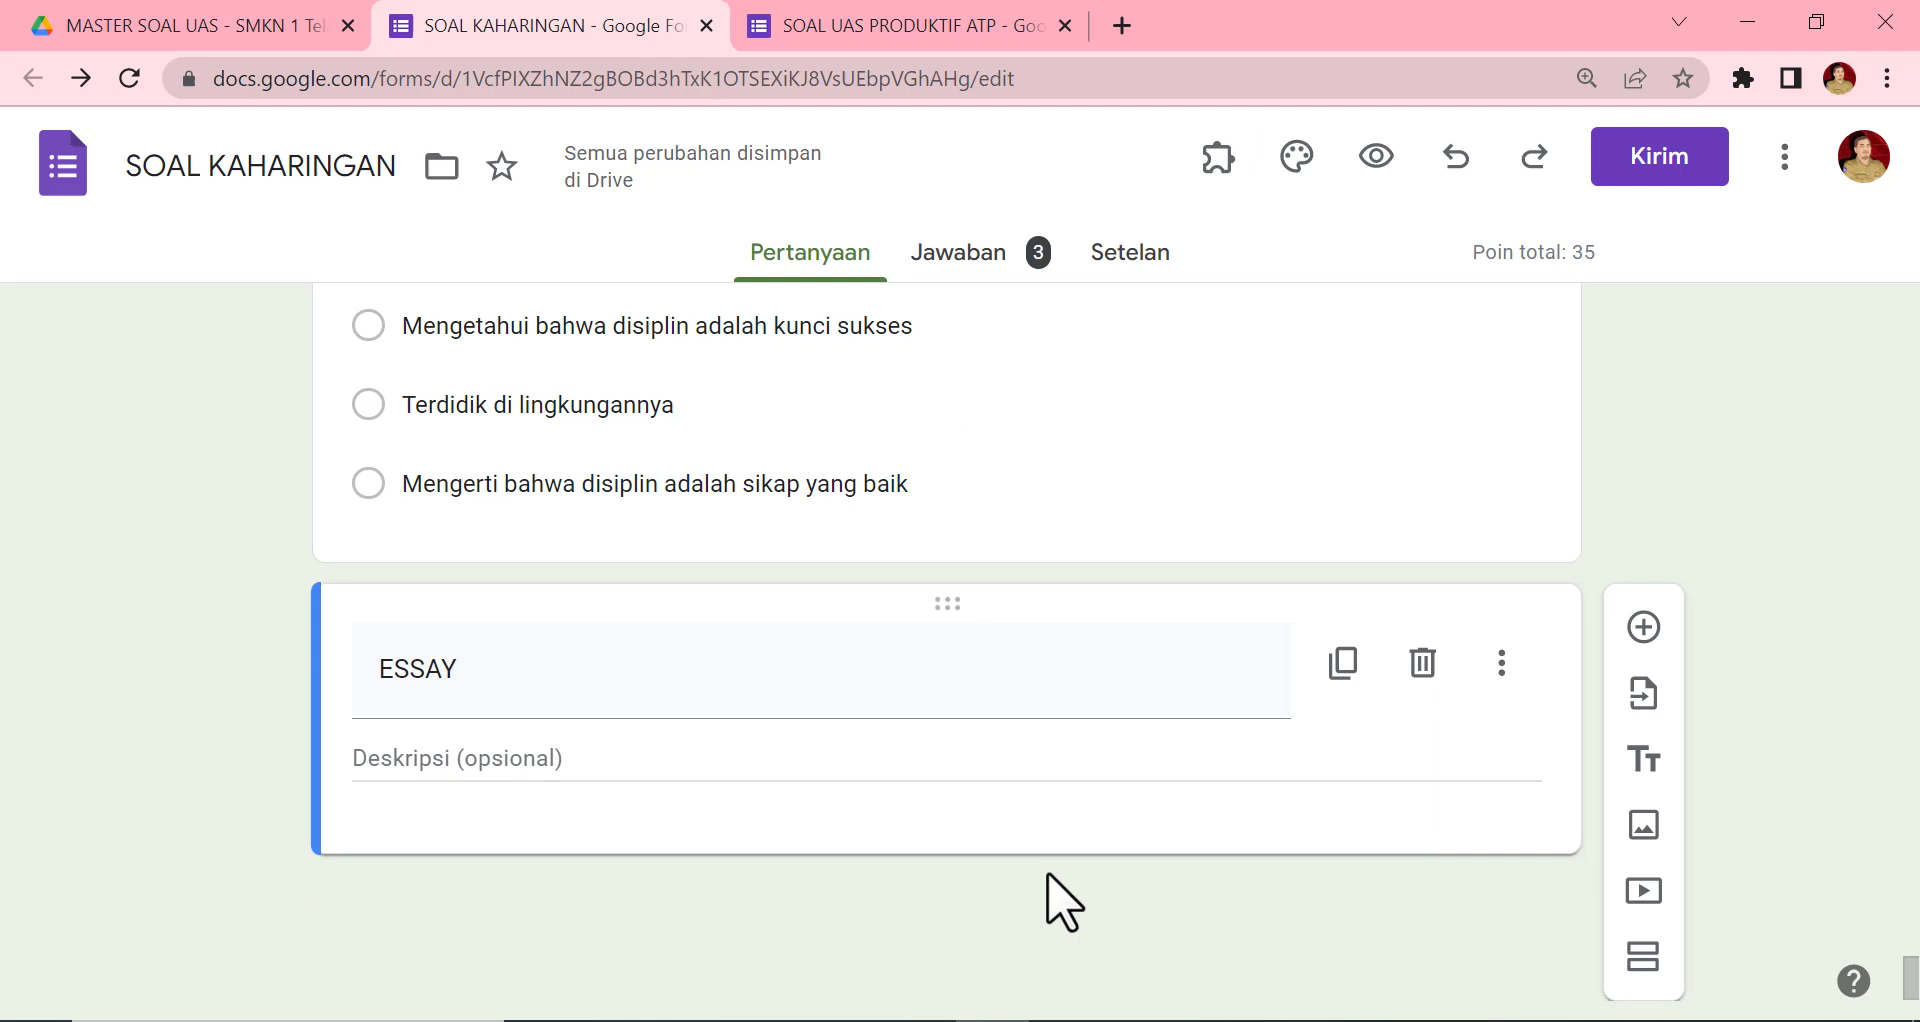 MASTER SOAL UAS - SMKN 1 Tel
SOAL KAHARINGAN - Google Fo
SOAL UAS PRODUKTIF ATP - Goo
docs.google.com/forms/d/1VcfPIXZhNZ2gBOBd3hTxK1OTSEXiKJ8VsUEbpVGhAHg/edit
SOAL KAHARINGAN
Semua perubahan disimpan
di Drive
Kirim
Pertanyaan
Jawaban 3
Setelan
Poin total: 35
Mengetahui bahwa disiplin adalah kunci sukses
Terdidik di lingkungannya
Mengerti bahwa disiplin adalah sikap yang baik
ESSAY
Deskripsi (opsional)